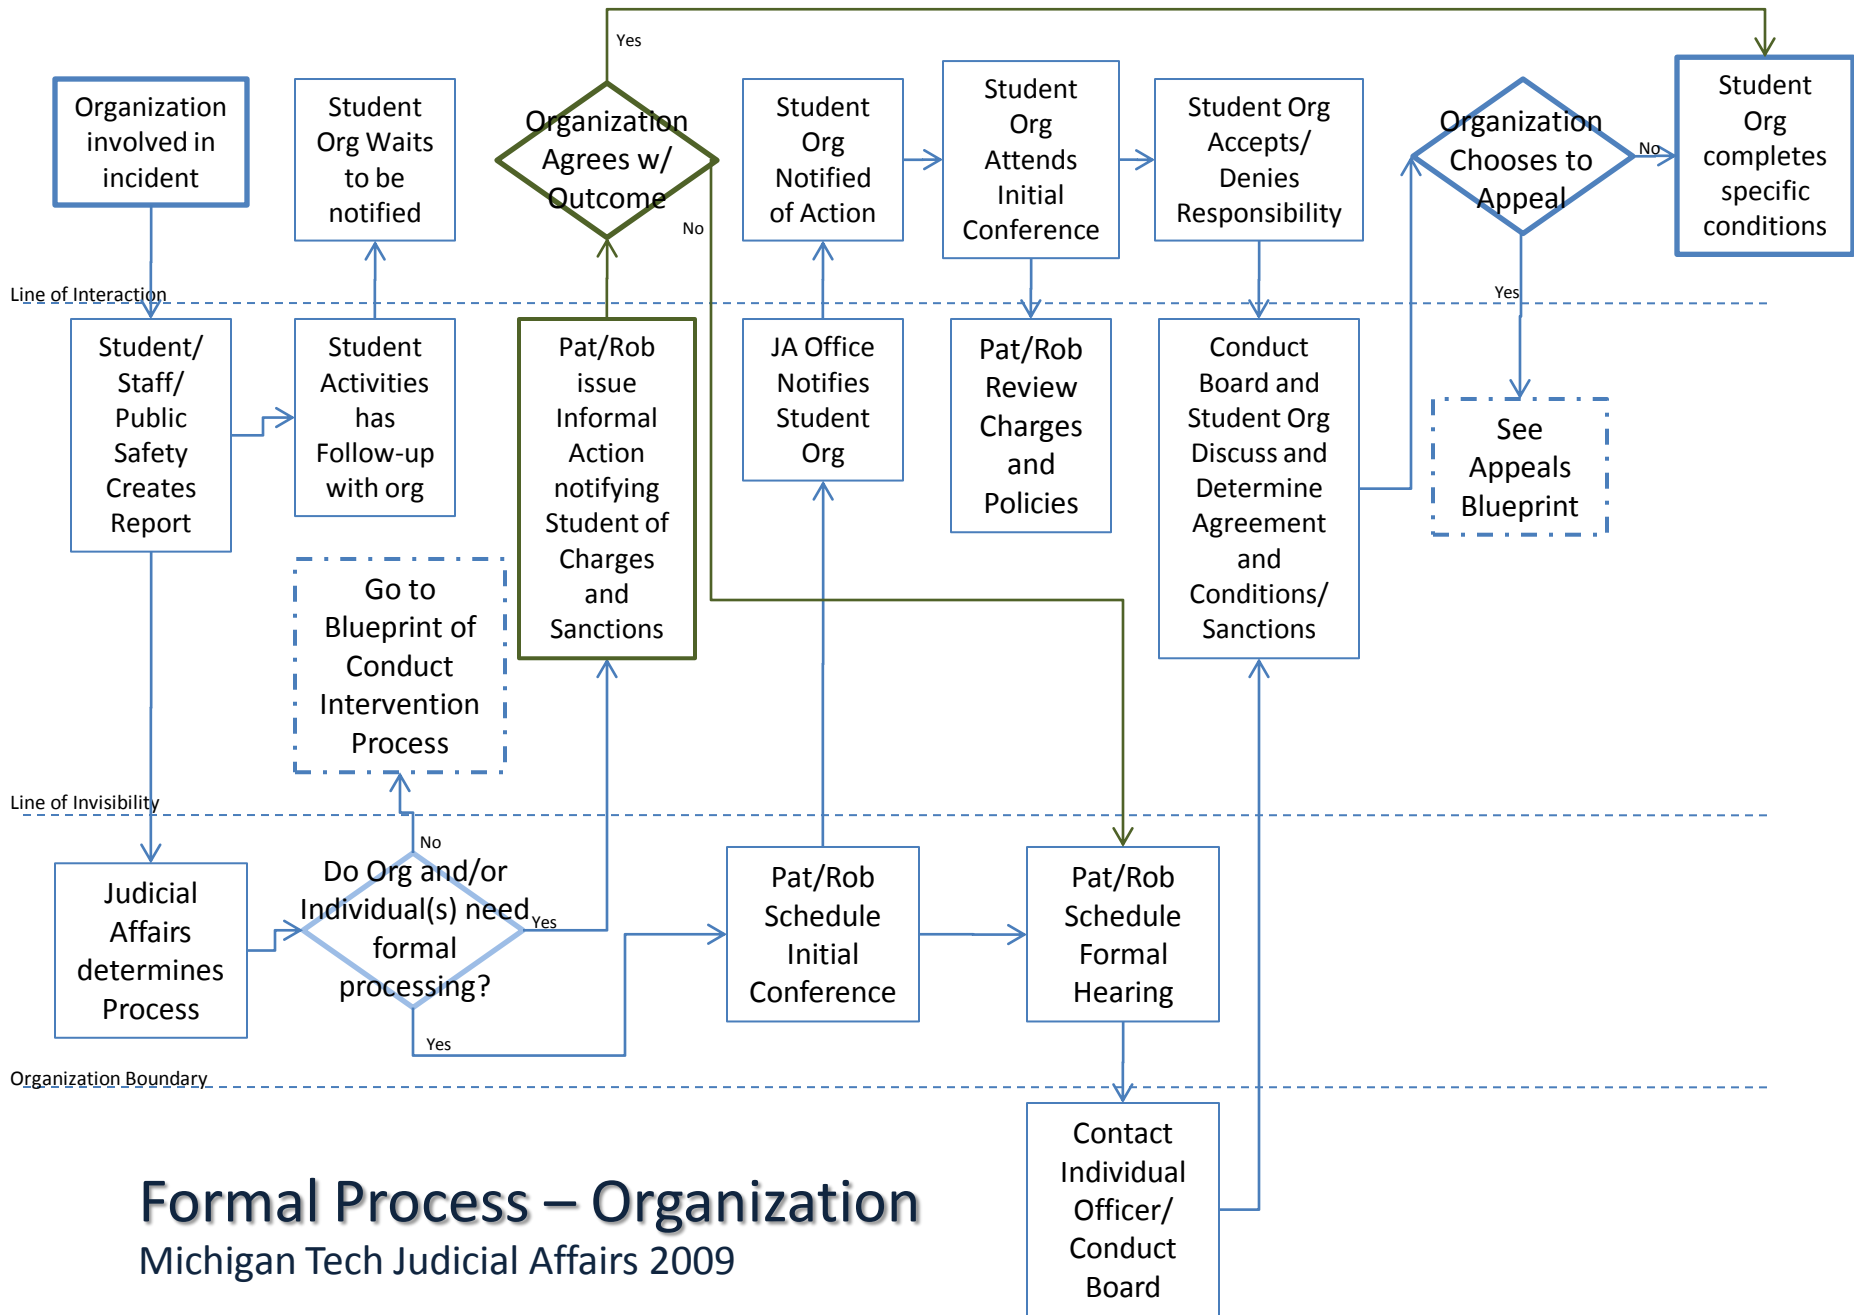 Yes
Organization
involved in
incident
Student
Org Waits
to be
notified
Organization
Agrees w/
Outcome
No
Student
Org
Notified
of Action
Student
Org
Attends
Initial
Conference
Student Org
Accepts/
Denies
Responsibility
Organization
Chooses to
Appeal
No
Yes
Student
Org
completes
specific
conditions
Line of Interaction
Student/
Staff/
Public
Safety
Creates
Report
Student
Activities
has
Follow-up
with org
Pat/Rob
issue
Informal
Action
notifying
Student of
Charges
and
Sanctions
JA Office
Notifies
Student
Org
Pat/Rob
Review
Charges
and
Policies
Conduct
Board and
Student Org
Discuss and
Determine
Agreement
and
Conditions/
Sanctions
See
Appeals
Blueprint
Go to
Blueprint of
Conduct
Intervention
Process
Line of Invisibility
Judicial
Affairs
determines
Process
No
Do Org and/or
Individual(s) need
formal
processing?
Yes
Yes
Pat/Rob
Schedule
Initial
Conference
Pat/Rob
Schedule
Formal
Hearing
Organization Boundary
Contact
Individual
Officer/
Conduct
Board
Formal Process – Organization
Michigan Tech Judicial Affairs 2009